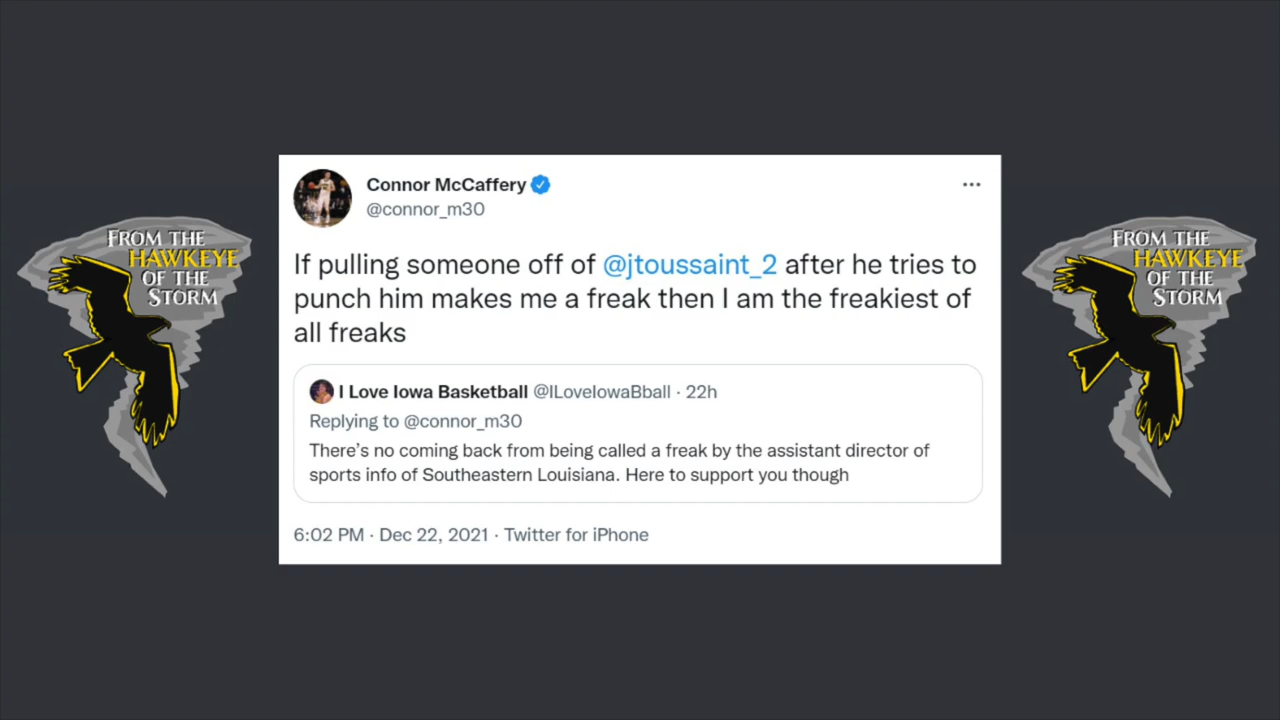 FROM THE
HAWKEYE
OF THE
STORM
Connor McCaffery
@connor_m30
If pulling someone off of @jtoussaint_2 after he tries to
punch him makes me a freak then I am the freakiest of
all freaks
I Love Iowa Basketball @ILoveIowaBball · 22h
Replying to @connor_m30
There’s no coming back from being called a freak by the assistant director of
sports info of Southeastern Louisiana. Here to support you though
6:02 PM · Dec 22, 2021 · Twitter for iPhone
FROM THE
HAWKEYE
OF THE
STORM